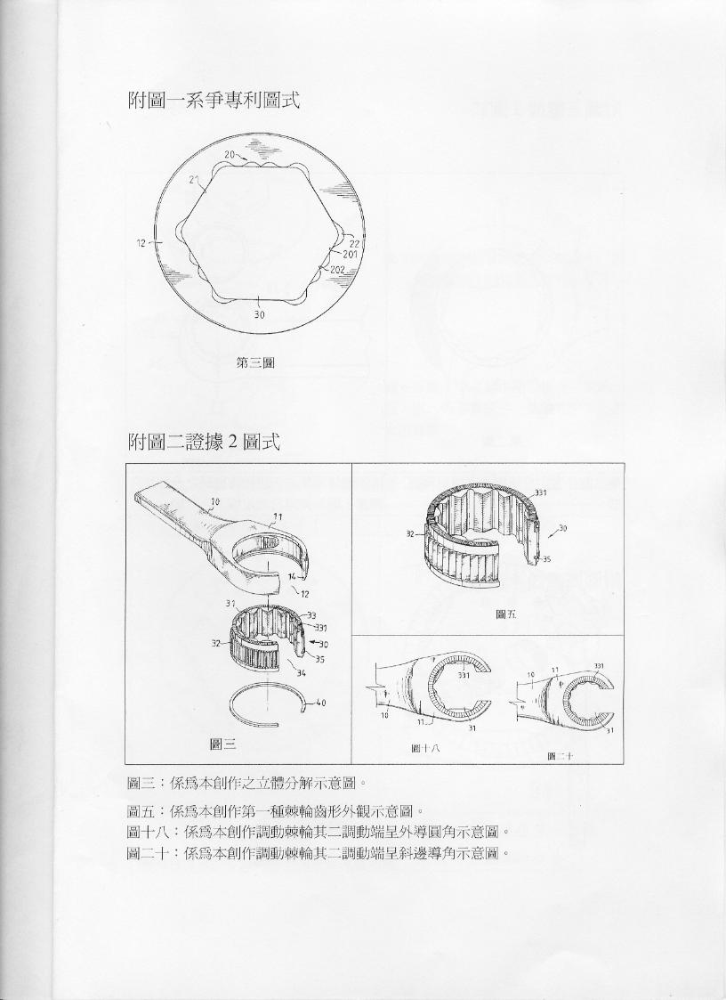 附圖一系爭專利圖式
20
21
12
22
201
202
30
第三圖
附圖二證據2圖式
10
11
14
12
31
33
331
32
30
35
34
40
圖三
331
32
30
35
圖五
331
10
11
31
圖十八
10
11
331
31
圖二十
圖三：係爲本創作之立體分解示意圖。
圖五：係爲本創作第一種棘輪齒形外觀示意圖。
圖十八：係爲本創作調動棘輪其二調動端呈外導圓角示意圖。
圖二十：係爲本創作調動棘輪其二調動端呈斜邊導角示意圖。